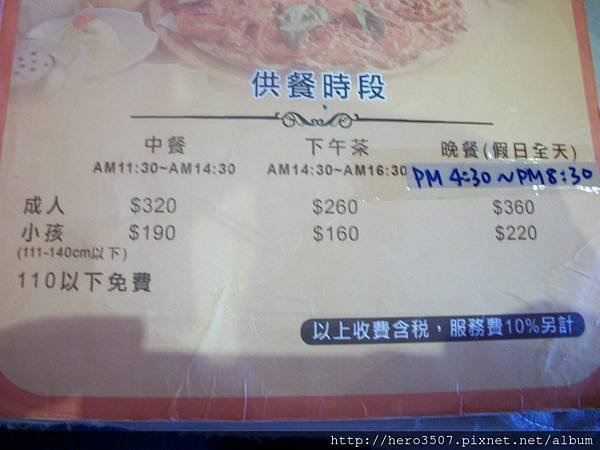 供餐時段
中餐 下午茶 晚餐(假日全天)
AM11:30~AM14:30 AM14:30~AM16:30 PM 4:30 ~ PM 8:30
成人 $320 $260 $360
小孩 $190 $160 $220
(111-140cm以下)
110以下免費
以上收費含稅，服務費10%另計
http://hero3507.pixnet.net/album